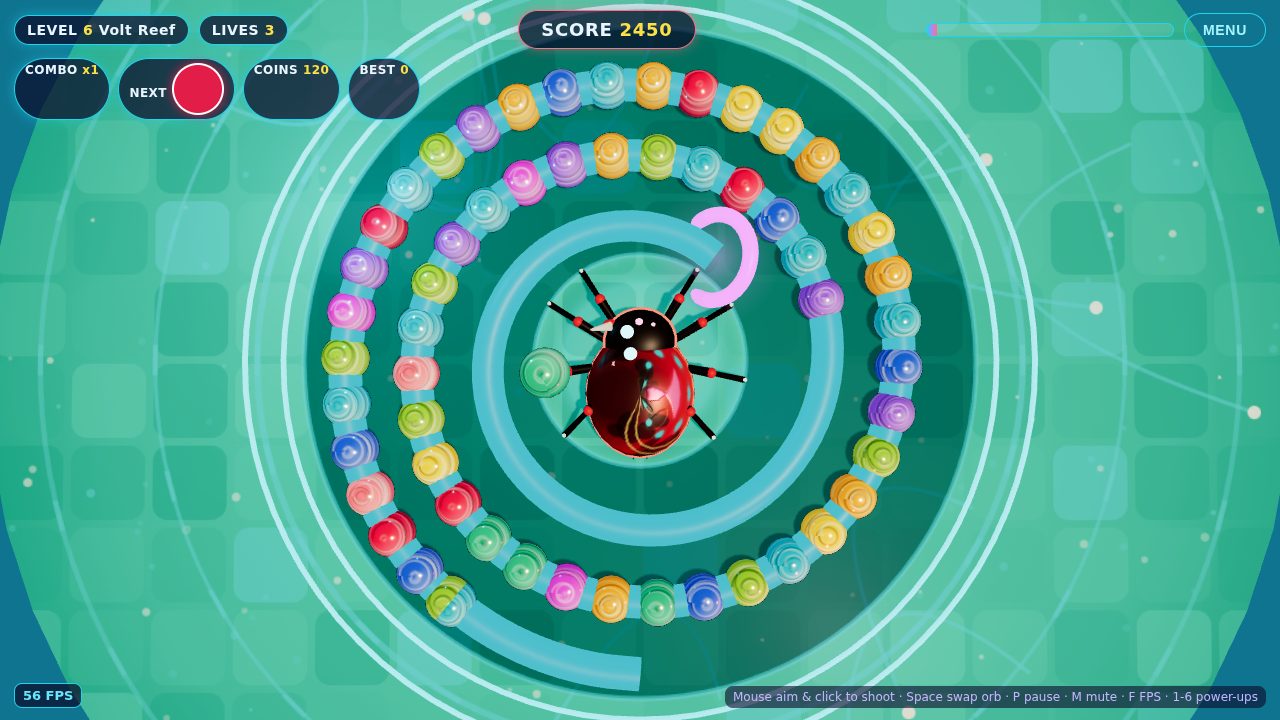 LEVEL 6 Volt Reef
LIVES 3
SCORE 2450
MENU
COMBO x1
NEXT
COINS 120
BEST 0
56 FPS
Mouse aim & click to shoot · Space swap orb · P pause · M mute · F FPS · 1-6 power-ups